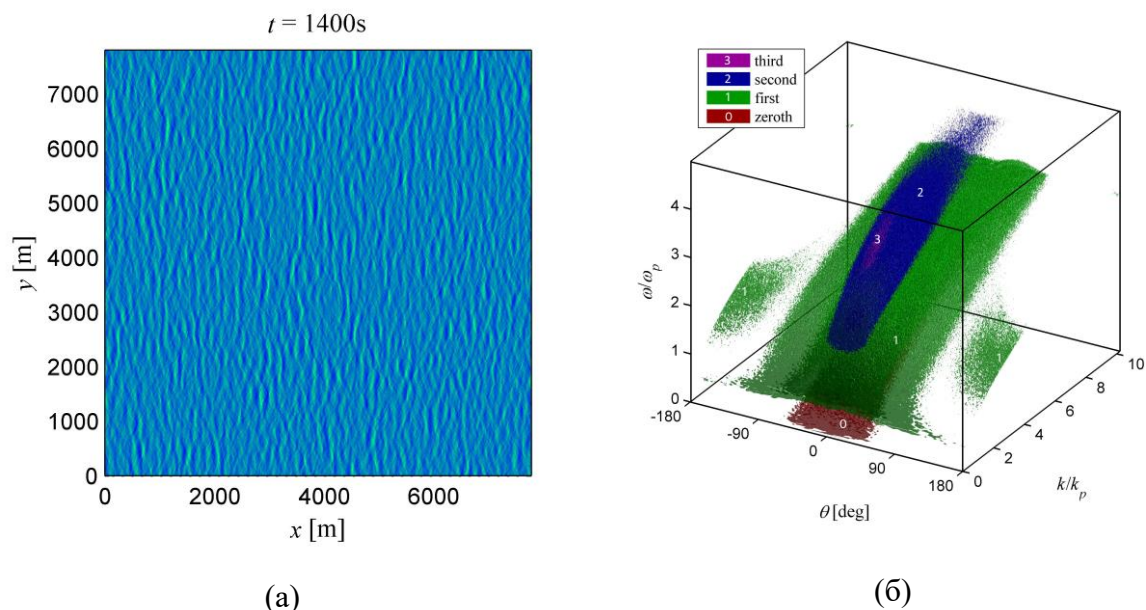 t = 1400s
y [m]
7000
6000
5000
4000
3000
2000
1000
0
0 2000 4000 6000
x [m]
(а)
3 third
2 second
1 first
0 zeroth
ω/ω_p
4
3
2
1
0
-180 -90 0 90 180
θ [deg]
0 2 4 6 8 10
k/k_p
2
3
1
1
1
0
(б)